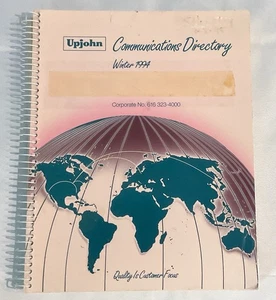 Upjohn
Communications Directory
Winter 1994
Corporate No. 616 323-4000
Quality Is Customer Focus